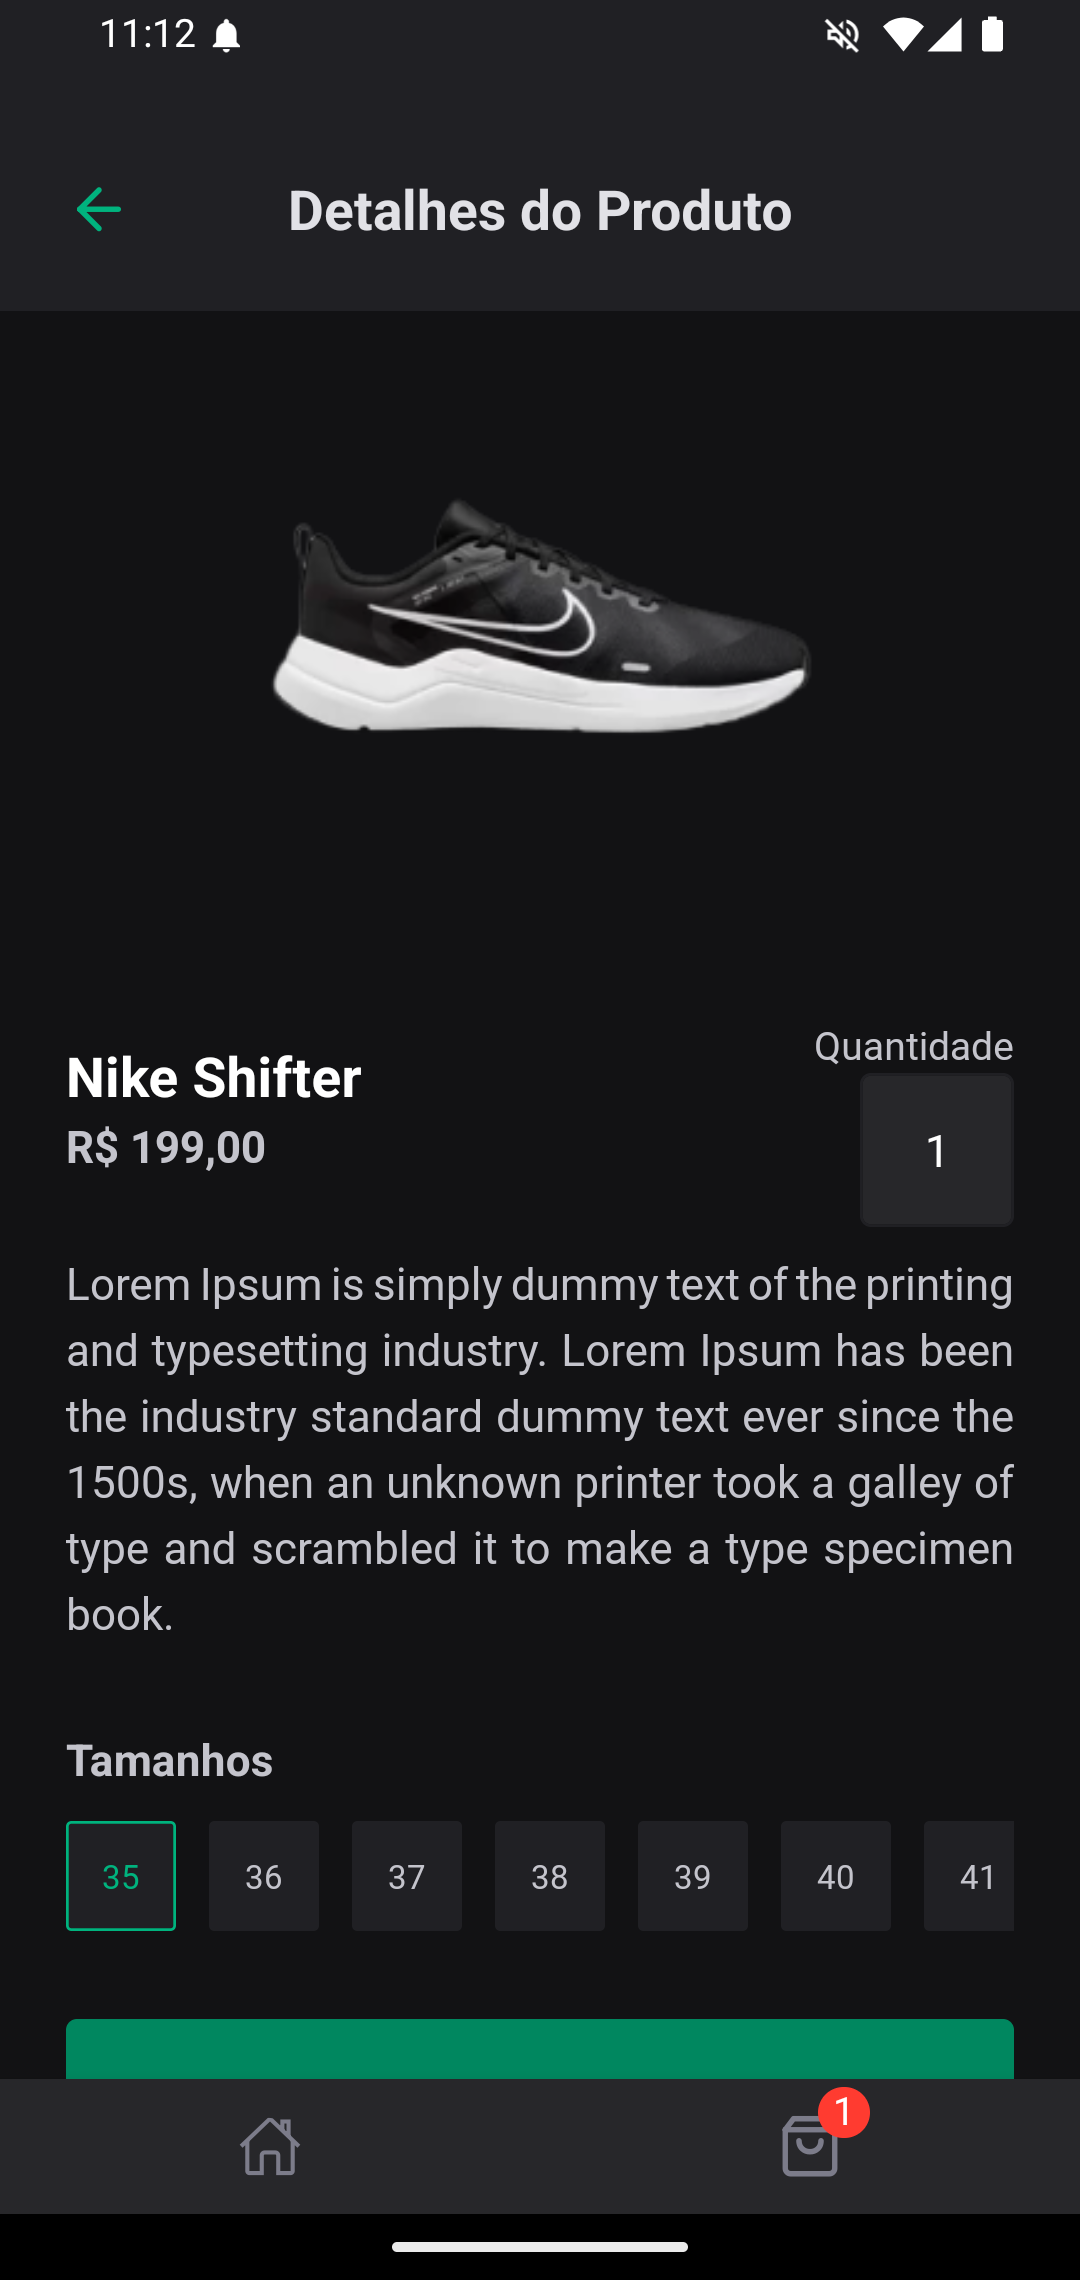 11:12
Detalhes do Produto
Quantidade
Nike Shifter
R$ 199,00
1
Lorem Ipsum is simply dummy text of the printing
and typesetting industry. Lorem Ipsum has been
the industry standard dummy text ever since the
1500s, when an unknown printer took a galley of
type and scrambled it to make a type specimen
book.
Tamanhos
35 36 37 38 39 40 41
1